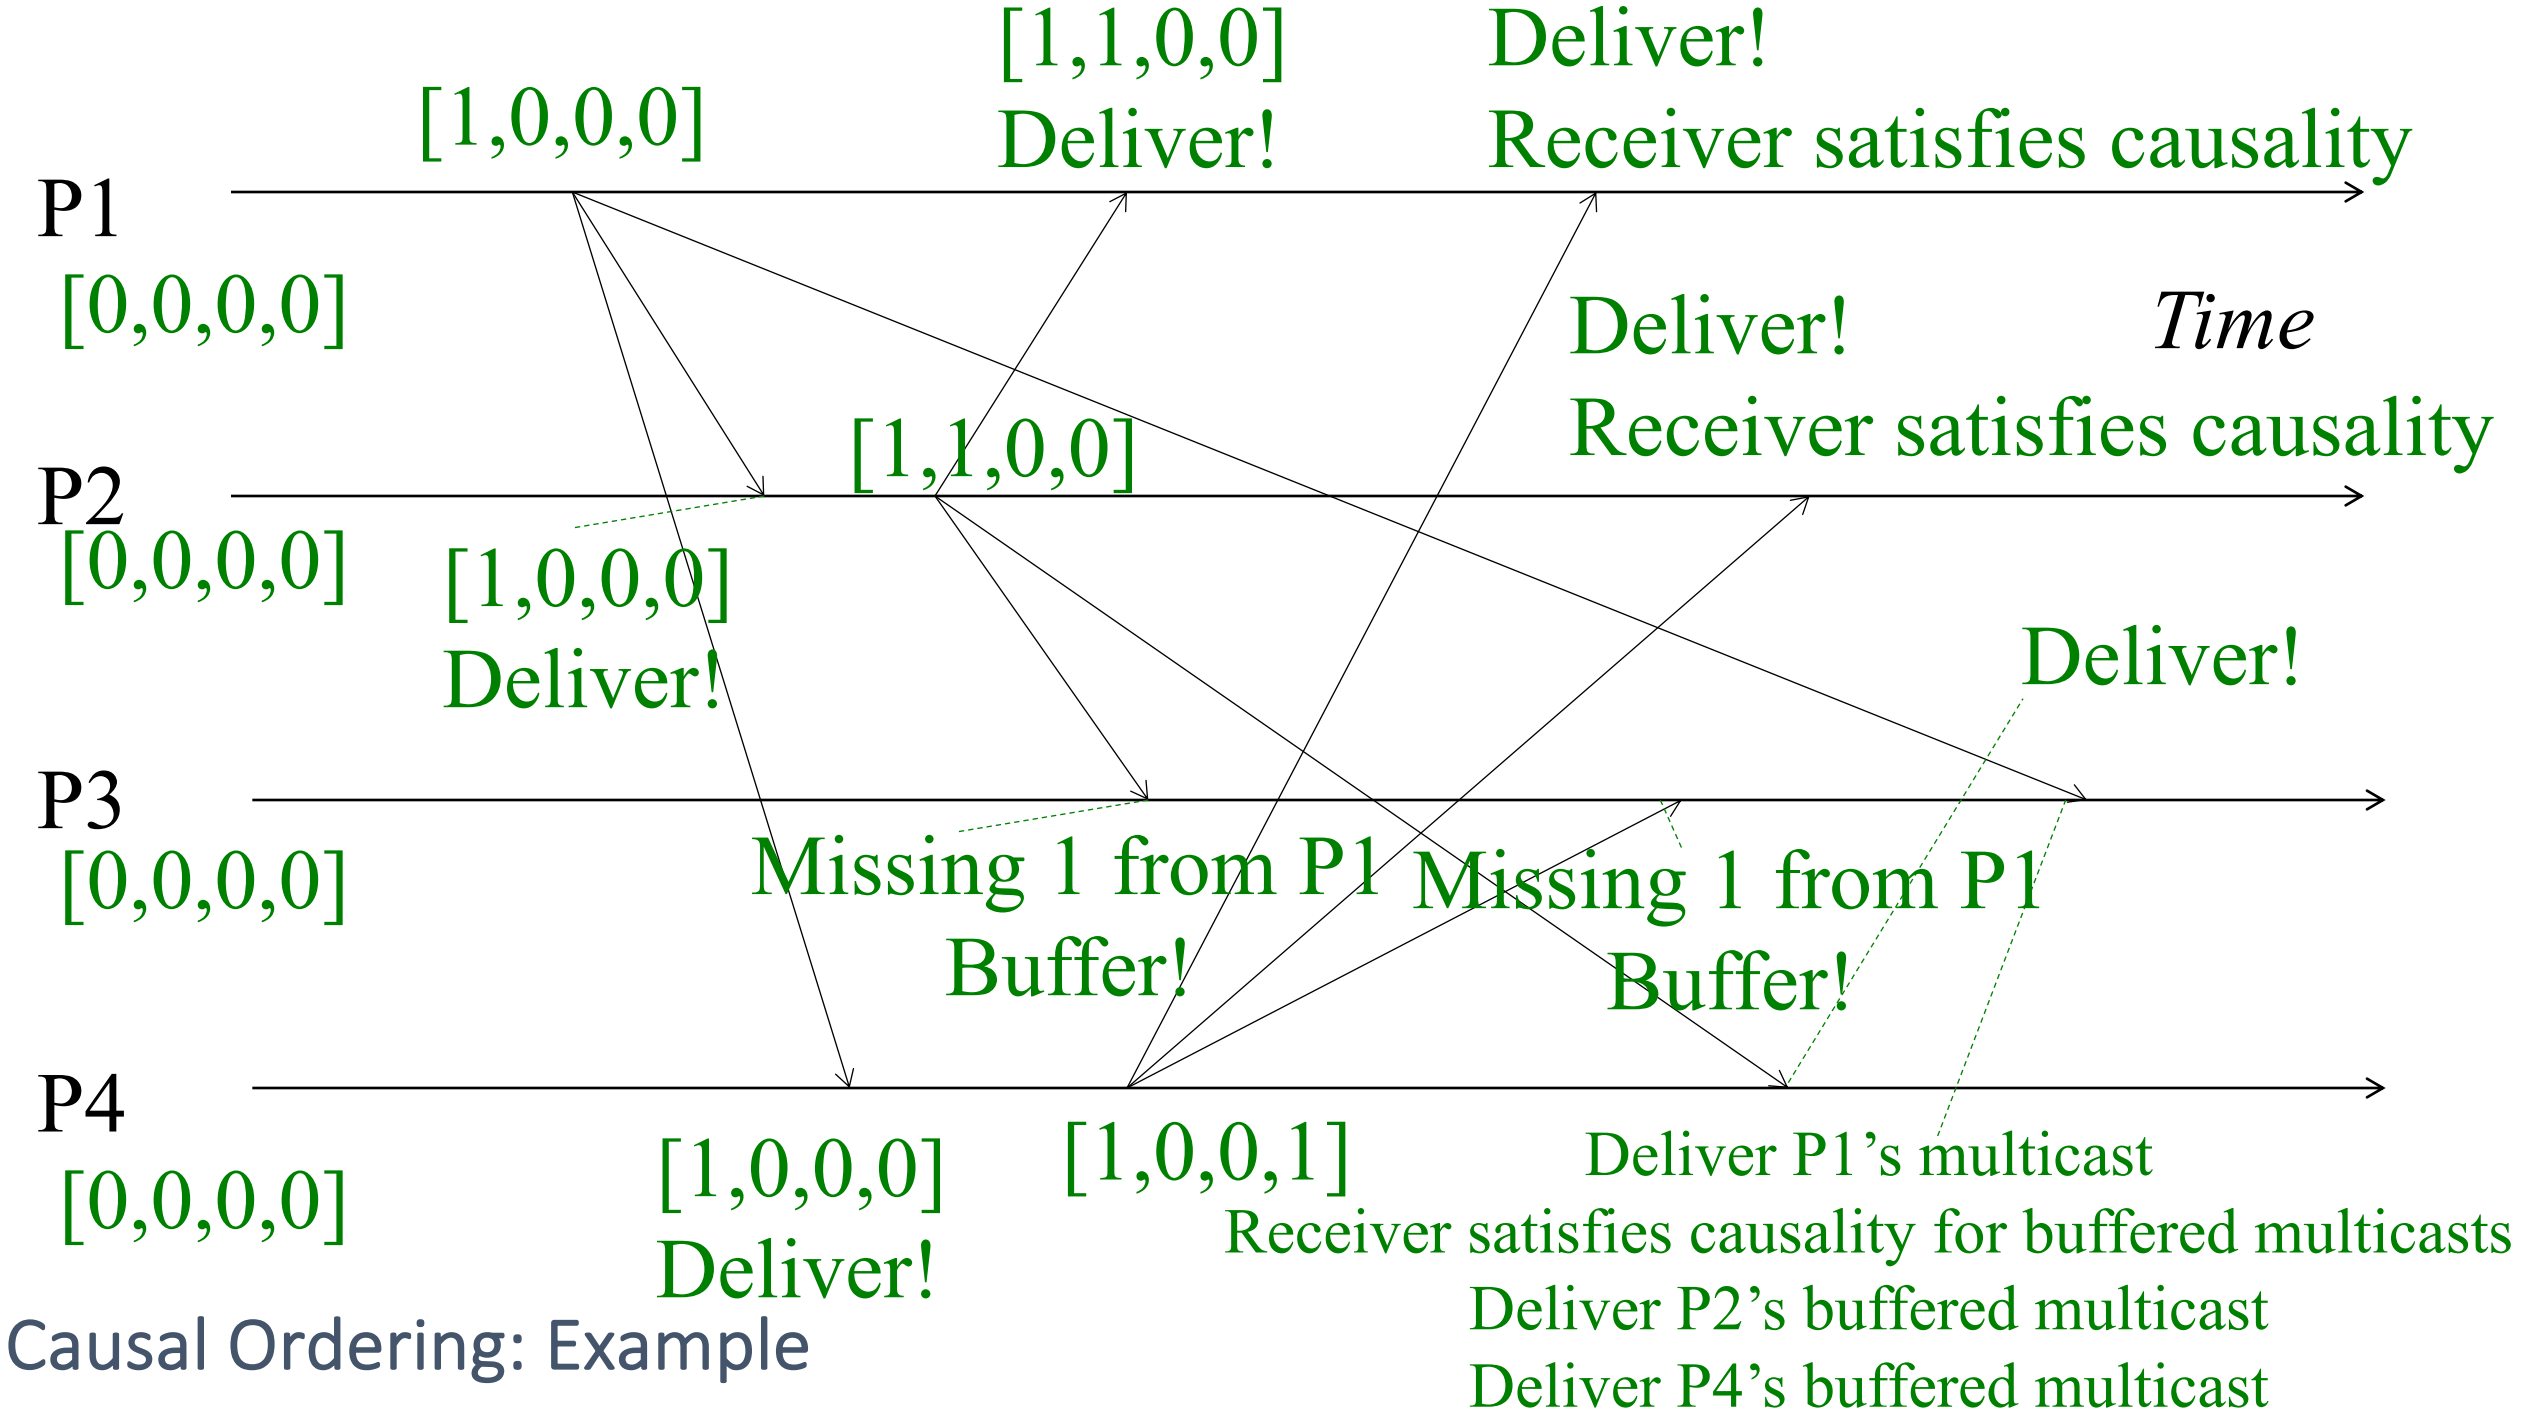 [1,1,0,0]
Deliver!
Deliver!
Receiver satisfies causality
[1,0,0,0]
P1
[0,0,0,0]
Time
Deliver!
Receiver satisfies causality
[1,1,0,0]
P2
[0,0,0,0]
[1,0,0,0]
Deliver!
Deliver!
P3
[0,0,0,0]
Missing 1 from P1
Buffer!
Missing 1 from P1
Buffer!
P4
[0,0,0,0]
[1,0,0,0]
Deliver!
[1,0,0,1]
Deliver P1’s multicast
Receiver satisfies causality for buffered multicasts
Deliver P2’s buffered multicast
Deliver P4’s buffered multicast
Causal Ordering: Example